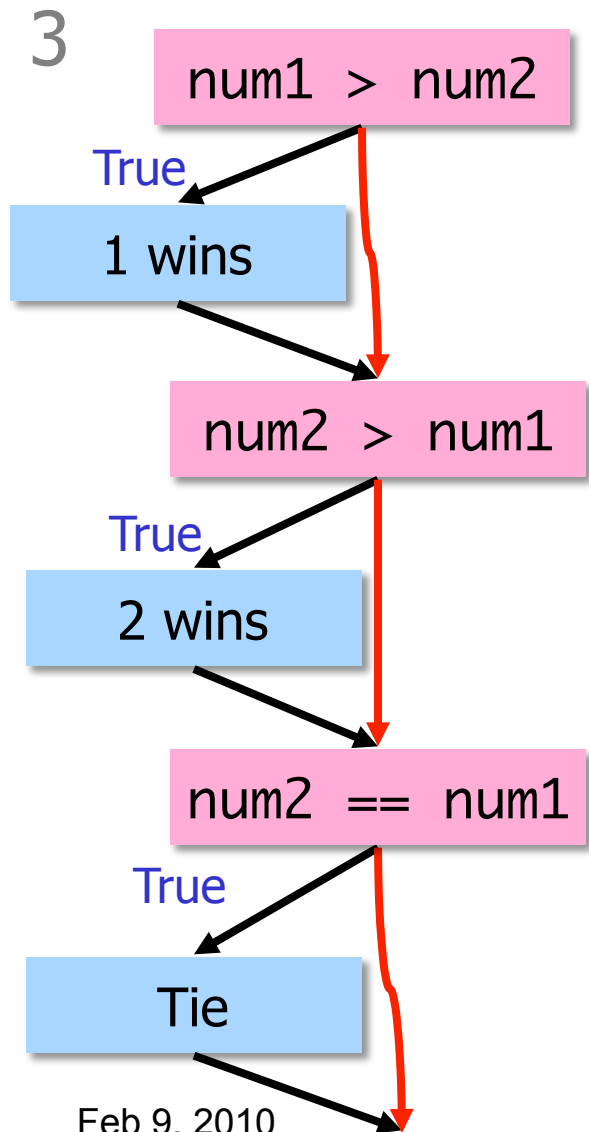 3
num1 > num2
True
1 wins
num2 > num1
True
2 wins
num2 == num1
True
Tie
Feb 9, 2010